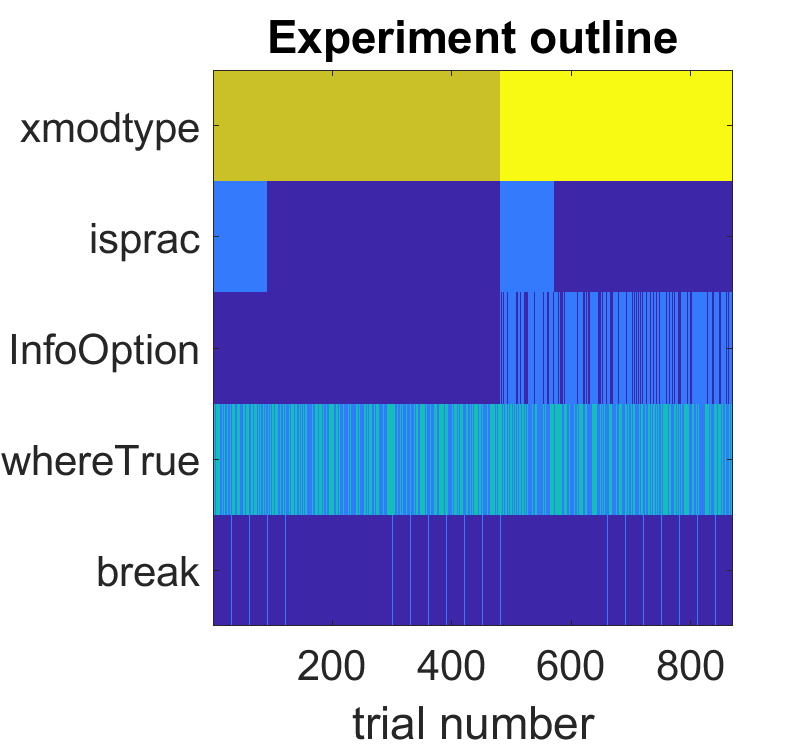 Experiment outline
xmodtype
isprac
InfoOption
whereTrue
break
200 400 600 800
trial number